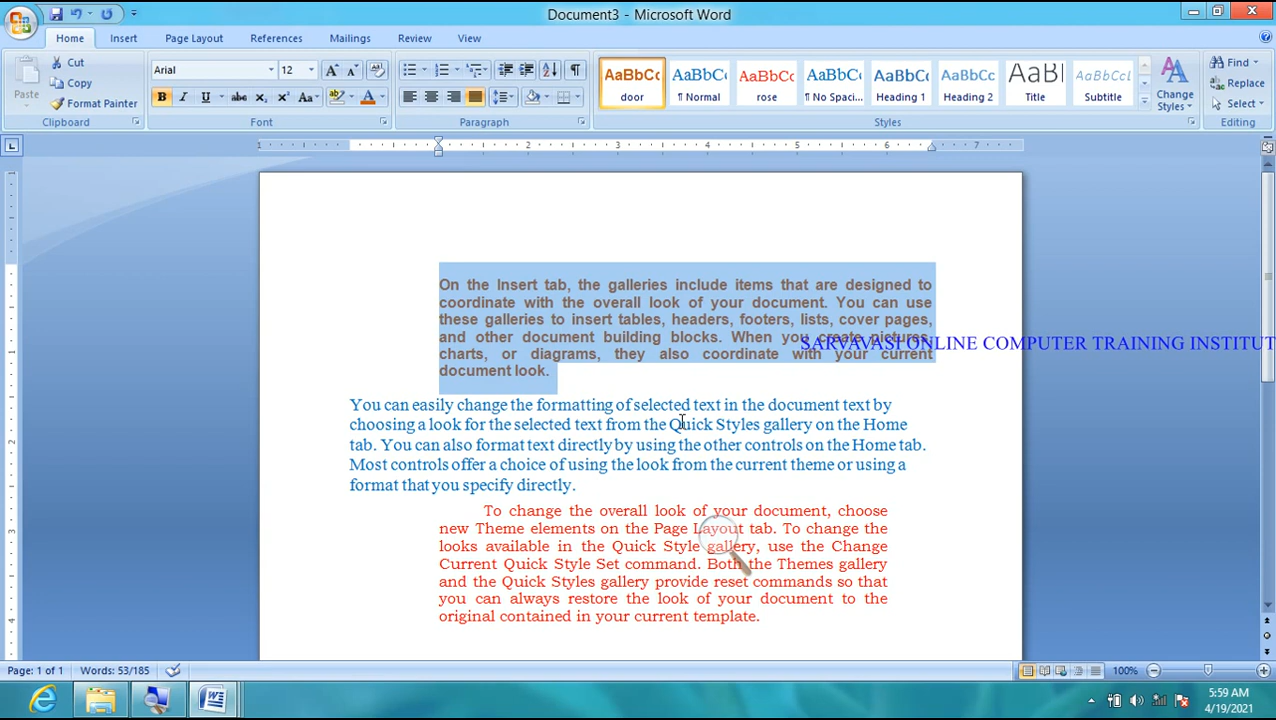 Document3 - Microsoft Word
Home Insert Page Layout References Mailings Review View
Paste
Cut
Copy
Format Painter
Clipboard
Arial 12
Font
Paragraph
AaBbCc AaBbCc AaBbCc AaBbCc AaBbCc AaBbCc AaBb AaBbCcl
door ¶ Normal rose ¶ No Spaci... Heading 1 Heading 2 Title Subtitle
Change
Styles
Styles
Find
Replace
Select
Editing
1 1 2 3 4 5 6 7
On the Insert tab, the galleries include items that are designed to
coordinate with the overall look of your document. You can use
these galleries to insert tables, headers, footers, lists, cover pages,
and other document building blocks. When you create pictures,
charts, or diagrams, they also coordinate with your current
document look.
SARVAVASI ONLINE COMPUTER TRAINING INSTITUT
You can easily change the formatting of selected text in the document text by
choosing a look for the selected text from the Quick Styles gallery on the Home
tab. You can also format text directly by using the other controls on the Home tab.
Most controls offer a choice of using the look from the current theme or using a
format that you specify directly.
To change the overall look of your document, choose
new Theme elements on the Page Layout tab. To change the
looks available in the Quick Style gallery, use the Change
Current Quick Style Set command. Both the Themes gallery
and the Quick Styles gallery provide reset commands so that
you can always restore the look of your document to the
original contained in your current template.
Page: 1 of 1 Words: 53/185 100%
5:59 AM
4/19/2021